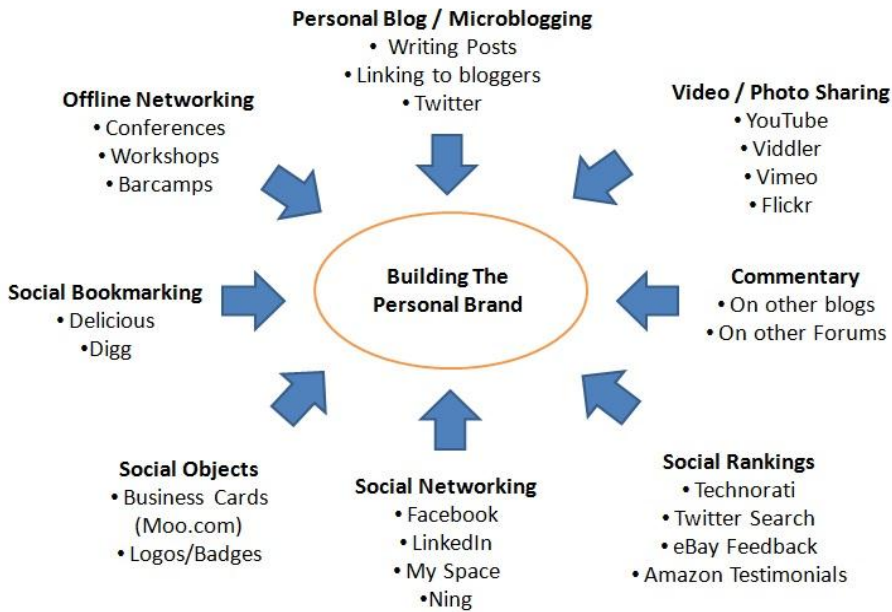 Personal Blog / Microblogging
• Writing Posts
• Linking to bloggers
• Twitter
Offline Networking
• Conferences
• Workshops
• Barcamps
Video / Photo Sharing
• YouTube
• Viddler
• Vimeo
• Flickr
Social Bookmarking
• Delicious
•Digg
Building The
Personal Brand
Commentary
• On other blogs
• On other Forums
Social Objects
• Business Cards
(Moo.com)
• Logos/Badges
Social Networking
• Facebook
• LinkedIn
• My Space
•Ning
Social Rankings
• Technorati
• Twitter Search
• eBay Feedback
• Amazon Testimonials